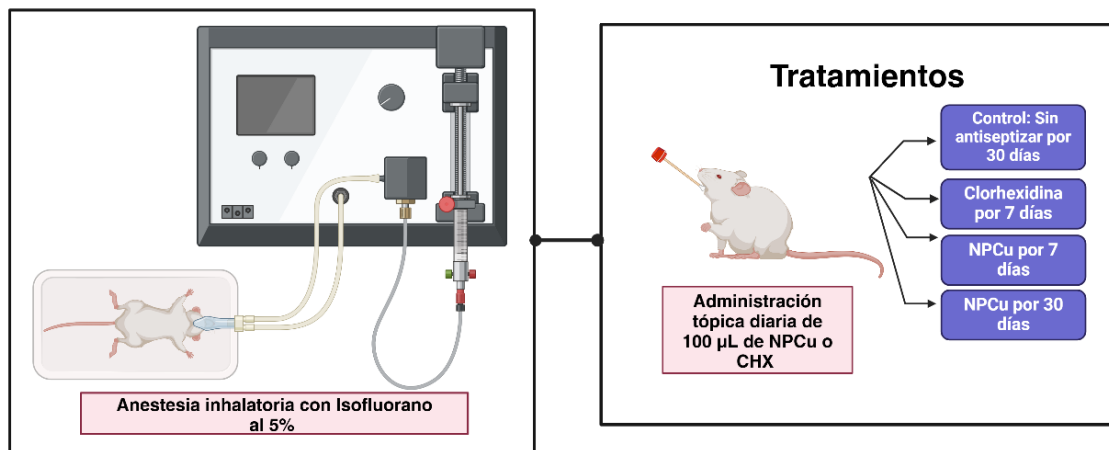 Anestesia inhalatoria con Isofluorano
al 5%
Tratamientos
Administración
tópica diaria de
100 µL de NPCu o
CHX
Control: Sin
antiseptizar por
30 días
Clorhexidina
por 7 días
NPCu por 7
días
NPCu por 30
días